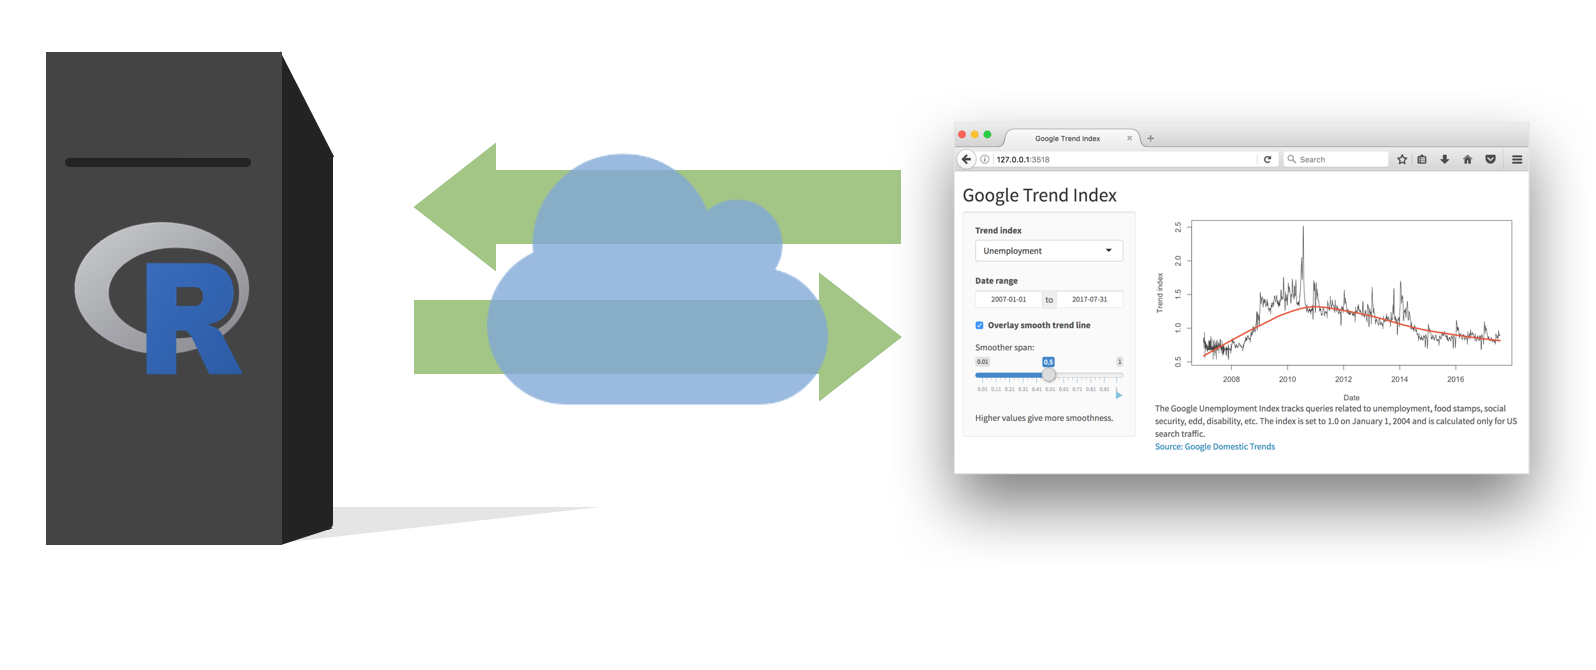 R
Google Trend Index
127.0.0.1:3518
Search
Google Trend Index
Trend index
Unemployment
Date range
2007-01-01 to 2017-07-31
Overlay smooth trend line
Smoother span:
0.01 0.5 1
0.01 0.11 0.21 0.31 0.41 0.51 0.61 0.71 0.81 0.91 1
Higher values give more smoothness.
Trend index
2.5
2.0
1.5
1.0
0.5
2008 2010 2012 2014 2016
Date
The Google Unemployment Index tracks queries related to unemployment, food stamps, social
security, edd, disability, etc. The index is set to 1.0 on January 1, 2004 and is calculated only for US
search traffic.
Source: Google Domestic Trends